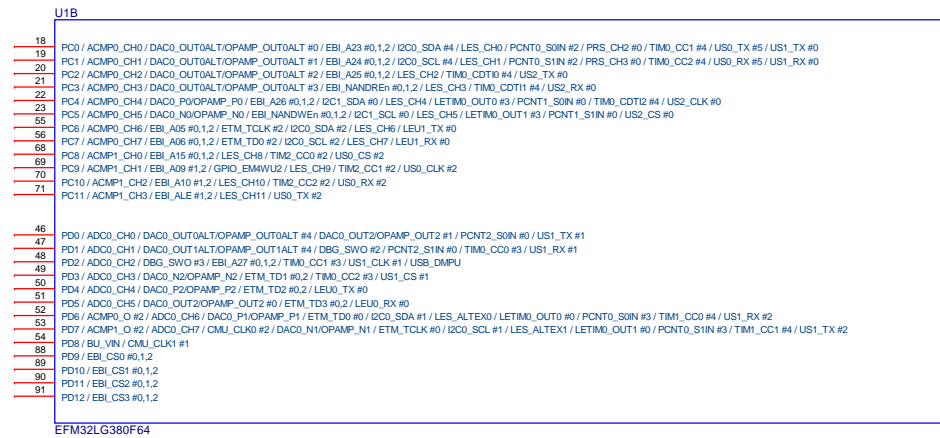 U1B
18 PC0 / ACMP0_CH0 / DAC0_OUT0ALT/OPAMP_OUT0ALT #0 / EBI_A23 #0,1,2 / I2C0_SDA #4 / LES_CH0 / PCNT0_S0IN #2 / PRS_CH2 #0 / TIM0_CC1 #4 / US0_TX #5 / US1_TX #0
19 PC1 / ACMP0_CH1 / DAC0_OUT0ALT/OPAMP_OUT0ALT #1 / EBI_A24 #0,1,2 / I2C0_SCL #4 / LES_CH1 / PCNT0_S1IN #2 / PRS_CH3 #0 / TIM0_CC2 #4 / US0_RX #5 / US1_RX #0
20 PC2 / ACMP0_CH2 / DAC0_OUT0ALT/OPAMP_OUT0ALT #2 / EBI_A25 #0,1,2 / LES_CH2 / TIM0_CDTI0 #4 / US2_TX #0
21 PC3 / ACMP0_CH3 / DAC0_OUT0ALT/OPAMP_OUT0ALT #3 / EBI_NANDREn #0,1,2 / LES_CH3 / TIM0_CDTI1 #4 / US2_RX #0
22 PC4 / ACMP0_CH4 / DAC0_P0/OPAMP_P0 / EBI_A26 #0,1,2 / I2C1_SDA #0 / LES_CH4 / LETIM0_OUT0 #3 / PCNT1_S0IN #0 / TIM0_CDTI2 #4 / US2_CLK #0
23 PC5 / ACMP0_CH5 / DAC0_N0/OPAMP_N0 / EBI_NANDWEn #0,1,2 / I2C1_SCL #0 / LES_CH5 / LETIM0_OUT1 #3 / PCNT1_S1IN #0 / US2_CS #0
55 PC6 / ACMP0_CH6 / EBI_A05 #0,1,2 / ETM_TCLK #2 / I2C0_SDA #2 / LES_CH6 / LEU1_TX #0
56 PC7 / ACMP0_CH7 / EBI_A06 #0,1,2 / ETM_TD0 #2 / I2C0_SCL #2 / LES_CH7 / LEU1_RX #0
68 PC8 / ACMP1_CH0 / EBI_A15 #0,1,2 / LES_CH8 / TIM2_CC0 #2 / US0_CS #2
69 PC9 / ACMP1_CH1 / EBI_A09 #1,2 / GPIO_EM4WU2 / LES_CH9 / TIM2_CC1 #2 / US0_CLK #2
70 PC10 / ACMP1_CH2 / EBI_A10 #1,2 / LES_CH10 / TIM2_CC2 #2 / US0_RX #2
71 PC11 / ACMP1_CH3 / EBI_ALE #1,2 / LES_CH11 / US0_TX #2
46 PD0 / ADC0_CH0 / DAC0_OUT0ALT/OPAMP_OUT0ALT #4 / DAC0_OUT2/OPAMP_OUT2 #1 / PCNT2_S0IN #0 / US1_TX #1
47 PD1 / ADC0_CH1 / DAC0_OUT1ALT/OPAMP_OUT1ALT #4 / DBG_SWO #2 / PCNT2_S1IN #0 / TIM0_CC0 #3 / US1_RX #1
48 PD2 / ADC0_CH2 / DBG_SWO #3 / EBI_A27 #0,1,2 / TIM0_CC1 #3 / US1_CLK #1 / USB_DMPU
49 PD3 / ADC0_CH3 / DAC0_N2/OPAMP_N2 / ETM_TD1 #0,2 / TIM0_CC2 #3 / US1_CS #1
50 PD4 / ADC0_CH4 / DAC0_P2/OPAMP_P2 / ETM_TD2 #0,2 / LEU0_TX #0
51 PD5 / ADC0_CH5 / DAC0_OUT2/OPAMP_OUT2 #0 / ETM_TD3 #0,2 / LEU0_RX #0
52 PD6 / ACMP0_O #2 / ADC0_CH6 / DAC0_P1/OPAMP_P1 / ETM_TD0 #0 / I2C0_SDA #1 / LES_ALTEX0 / LETIM0_OUT0 #0 / PCNT0_S0IN #3 / TIM1_CC0 #4 / US1_RX #2
53 PD7 / ACMP1_O #2 / ADC0_CH7 / CMU_CLK0 #2 / DAC0_N1/OPAMP_N1 / ETM_TCLK #0 / I2C0_SCL #1 / LES_ALTEX1 / LETIM0_OUT1 #0 / PCNT0_S1IN #3 / TIM1_CC1 #4 / US1_TX #2
54 PD8 / BU_VIN / CMU_CLK1 #1
88 PD9 / EBI_CS0 #0,1,2
89 PD10 / EBI_CS1 #0,1,2
90 PD11 / EBI_CS2 #0,1,2
91 PD12 / EBI_CS3 #0,1,2
EFM32LG380F64